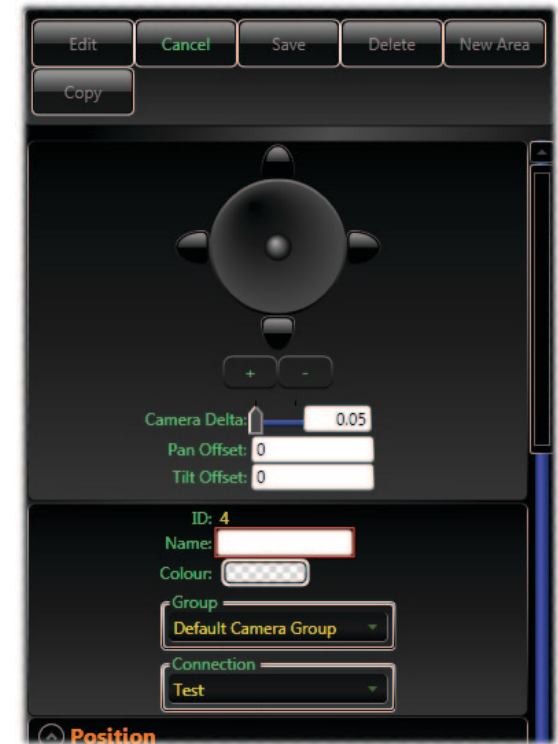 Edit Cancel Save Delete New Area
Copy
+ -
Camera Delta: 0.05
Pan Offset: 0
Tilt Offset: 0
ID: 4
Name:
Colour:
Group
Default Camera Group
Connection
Test
Position